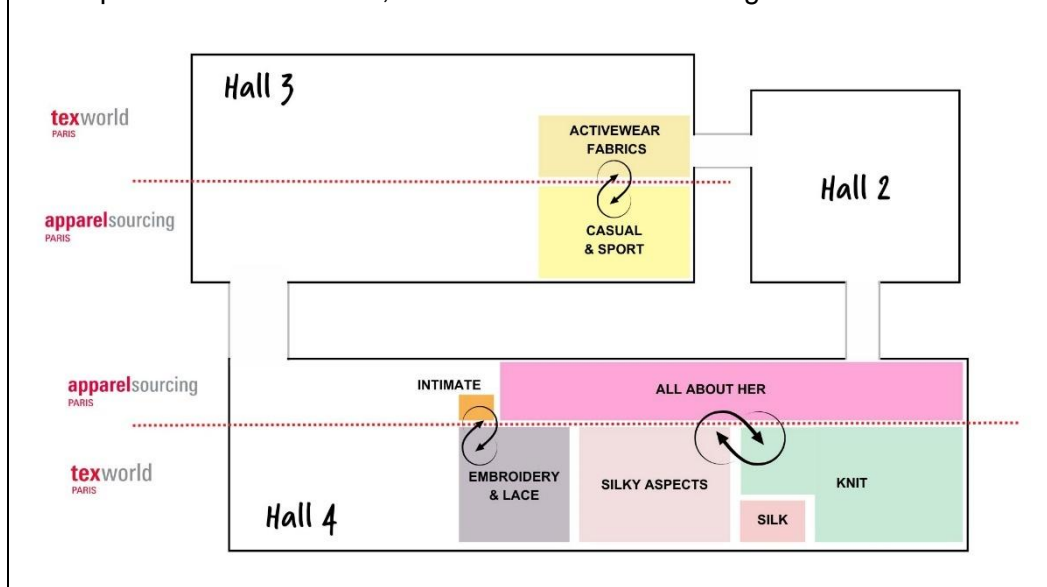 Hall 3
texworld
PARIS
ACTIVEWEAR
FABRICS
Hall 2
apparelsourcing
PARIS
CASUAL
& SPORT
apparelsourcing
PARIS
INTIMATE
ALL ABOUT HER
texworld
PARIS
EMBROIDERY
& LACE
SILKY ASPECTS
KNIT
SILK
Hall 4